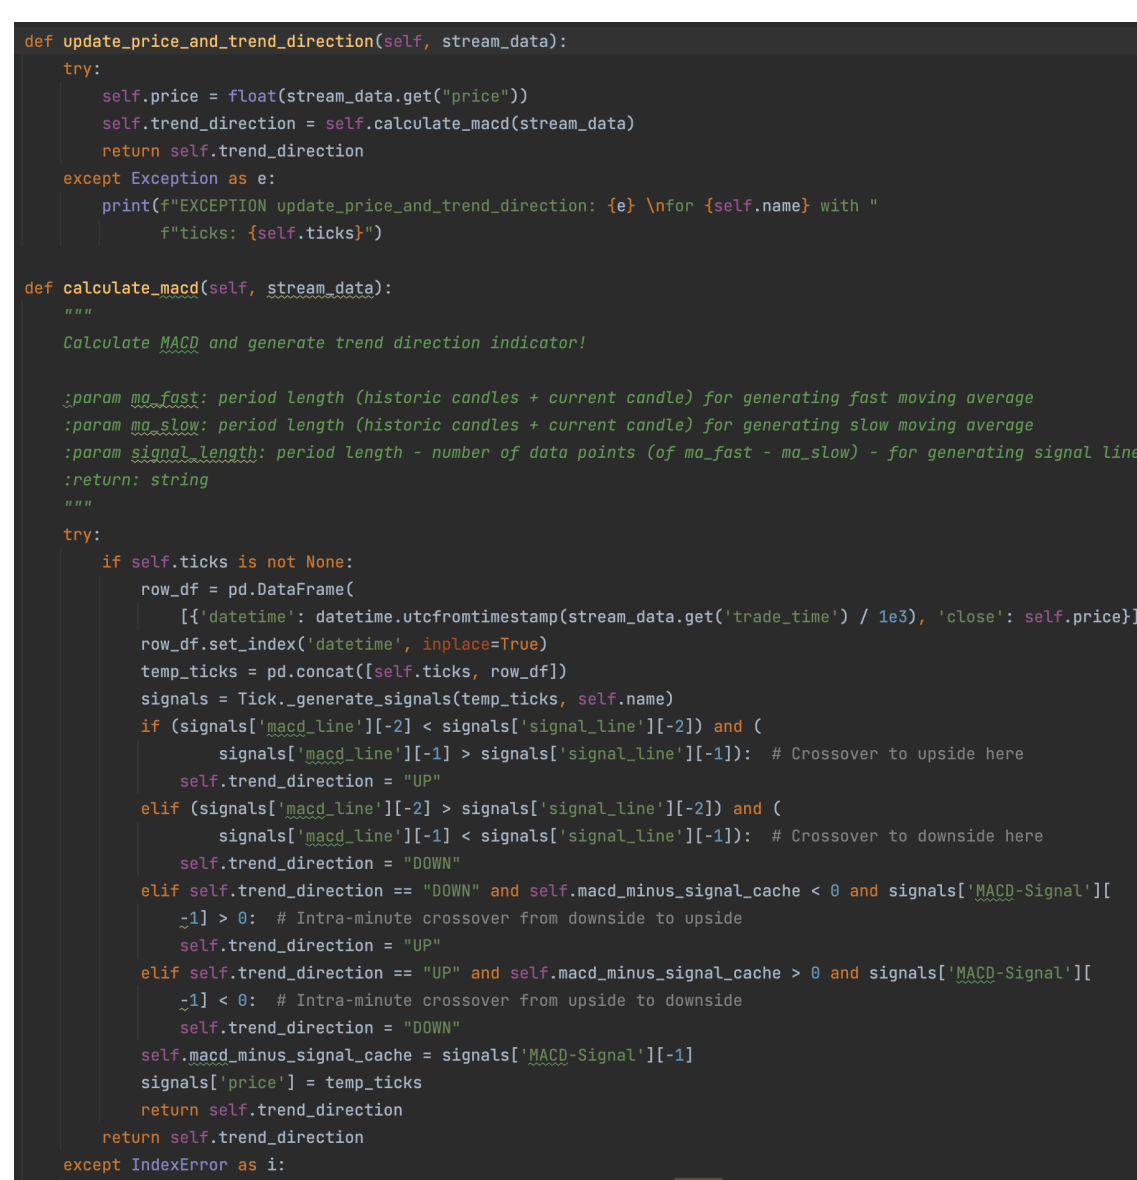 def update_price_and_trend_direction(self, stream_data):
    try:
        self.price = float(stream_data.get("price"))
        self.trend_direction = self.calculate_macd(stream_data)
        return self.trend_direction
    except Exception as e:
        print(f"EXCEPTION update_price_and_trend_direction: {e} \nfor {self.name} with "
              f"ticks: {self.ticks}")
def calculate_macd(self, stream_data):
    """
    Calculate MACD and generate trend direction indicator!
    :param ma_fast: period length (historic candles + current candle) for generating fast moving average
    :param ma_slow: period length (historic candles + current candle) for generating slow moving average
    :param signal_length: period length - number of data points (of ma_fast - ma_slow) - for generating signal line
    :return: string
    """
    try:
        if self.ticks is not None:
            row_df = pd.DataFrame(
                [{'datetime': datetime.utcfromtimestamp(stream_data.get('trade_time') / 1e3), 'close': self.price}]
            row_df.set_index('datetime', inplace=True)
            temp_ticks = pd.concat([self.ticks, row_df])
            signals = Tick._generate_signals(temp_ticks, self.name)
            if (signals['macd_line'][-2] < signals['signal_line'][-2]) and (
                    signals['macd_line'][-1] > signals['signal_line'][-1]):  # Crossover to upside here
                self.trend_direction = "UP"
            elif (signals['macd_line'][-2] > signals['signal_line'][-2]) and (
                    signals['macd_line'][-1] < signals['signal_line'][-1]):  # Crossover to downside here
                self.trend_direction = "DOWN"
            elif self.trend_direction == "DOWN" and self.macd_minus_signal_cache < 0 and signals['MACD-Signal'][
                -1] > 0:  # Intra-minute crossover from downside to upside
                self.trend_direction = "UP"
            elif self.trend_direction == "UP" and self.macd_minus_signal_cache > 0 and signals['MACD-Signal'][
                -1] < 0:  # Intra-minute crossover from upside to downside
                self.trend_direction = "DOWN"
            self.macd_minus_signal_cache = signals['MACD-Signal'][-1]
            signals['price'] = temp_ticks
            return self.trend_direction
        return self.trend_direction
    except IndexError as i: